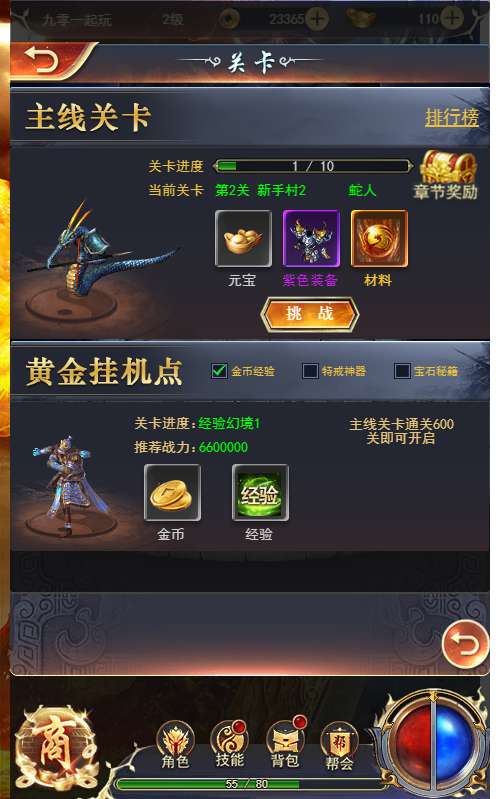 九零一起玩 2级 23365 110
关卡
主线关卡 排行榜
关卡进度 1 / 10
当前关卡 第2关 新手村2 蛇人
章节奖励
元宝 紫色装备 材料
挑 战
黄金挂机点 金币经验 特戒神器 宝石秘籍
关卡进度:经验幻境1
推荐战力:6600000
主线关卡通关600
关即可开启
经验
金币 经验
商
帮
角色 技能 背包 帮会
55 / 80